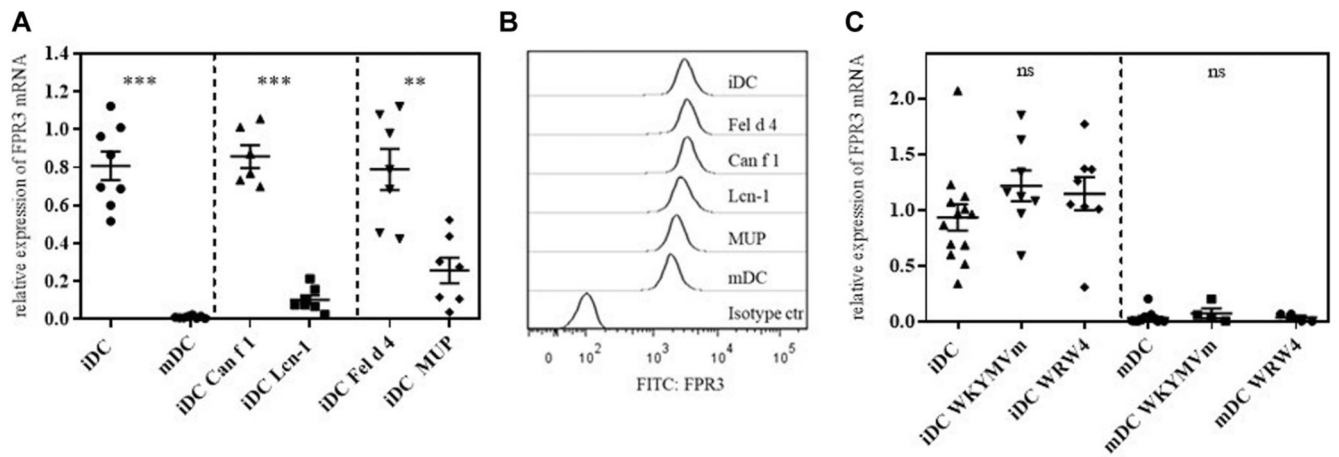 A
relative expression of FPR3 mRNA
1.4
1.2
1.0
0.8
0.6
0.4
0.2
0.0
***
***
**
iDC
mDC
iDC Can f 1
iDC Lcn-1
iDC Fel d 4
iDC MUP
B
iDC
Fel d 4
Can f 1
Lcn-1
MUP
mDC
Isotype ctr
0 10² 10³ 10⁴ 10⁵
FITC: FPR3
C
relative expression of FPR3 mRNA
2.0
1.5
1.0
0.5
0.0
ns
ns
iDC
iDC WKYMVm
iDC WRW4
mDC
mDC WKYMVm
mDC WRW4